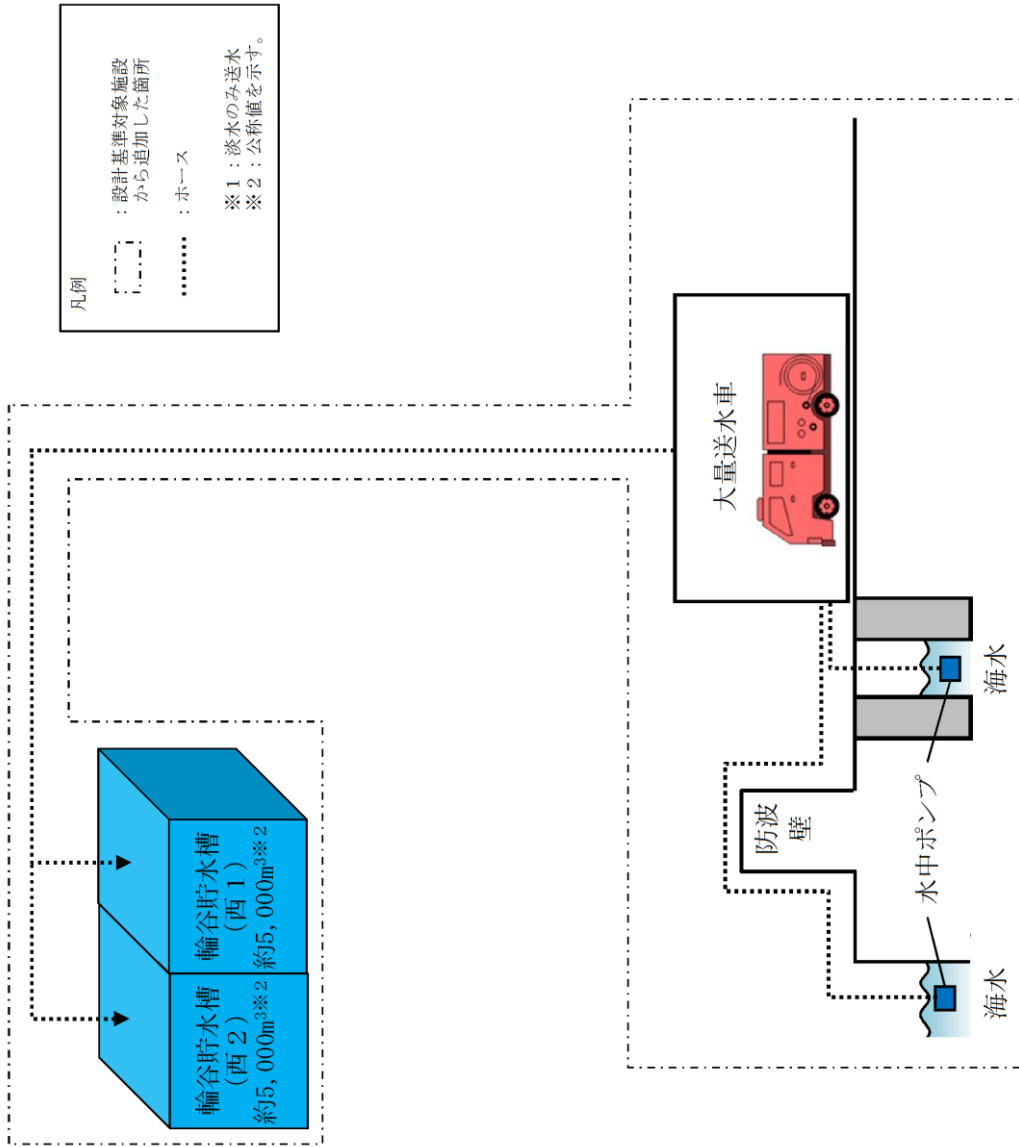 凡例
：設計基準対象施設
から追加した箇所
：ホース
※1：淡水のみ送水
※2：公称値を示す。
輪谷貯水槽
（西2）
約5,000m³※2
輪谷貯水槽
（西1）
約5,000m³※2
大量送水車
防波
壁
水中ポンプ
海水
海水